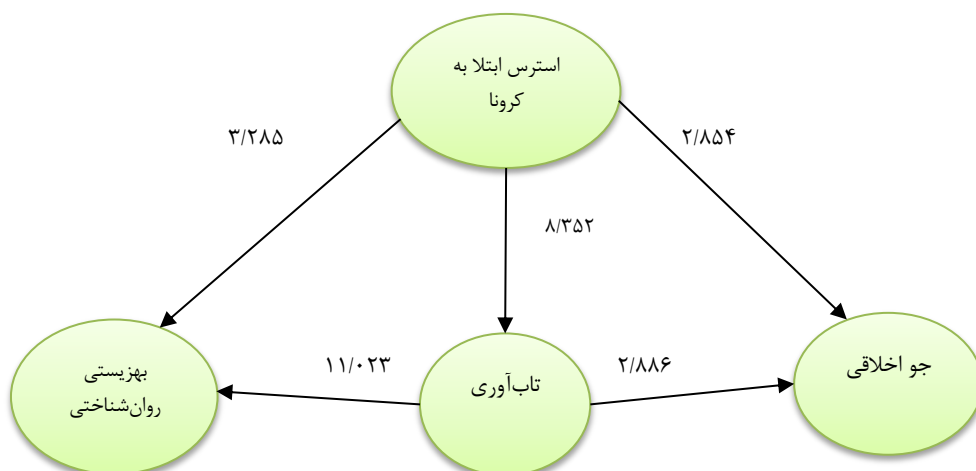 استرس ابتلا به
کرونا
۲/۸۵۴
۳/۲۸۵
۸/۳۵۲
جو اخلاقی
۲/۸۸۶
تاب‌آوری
۱۱/۰۲۳
بهزیستی
روان‌شناختی